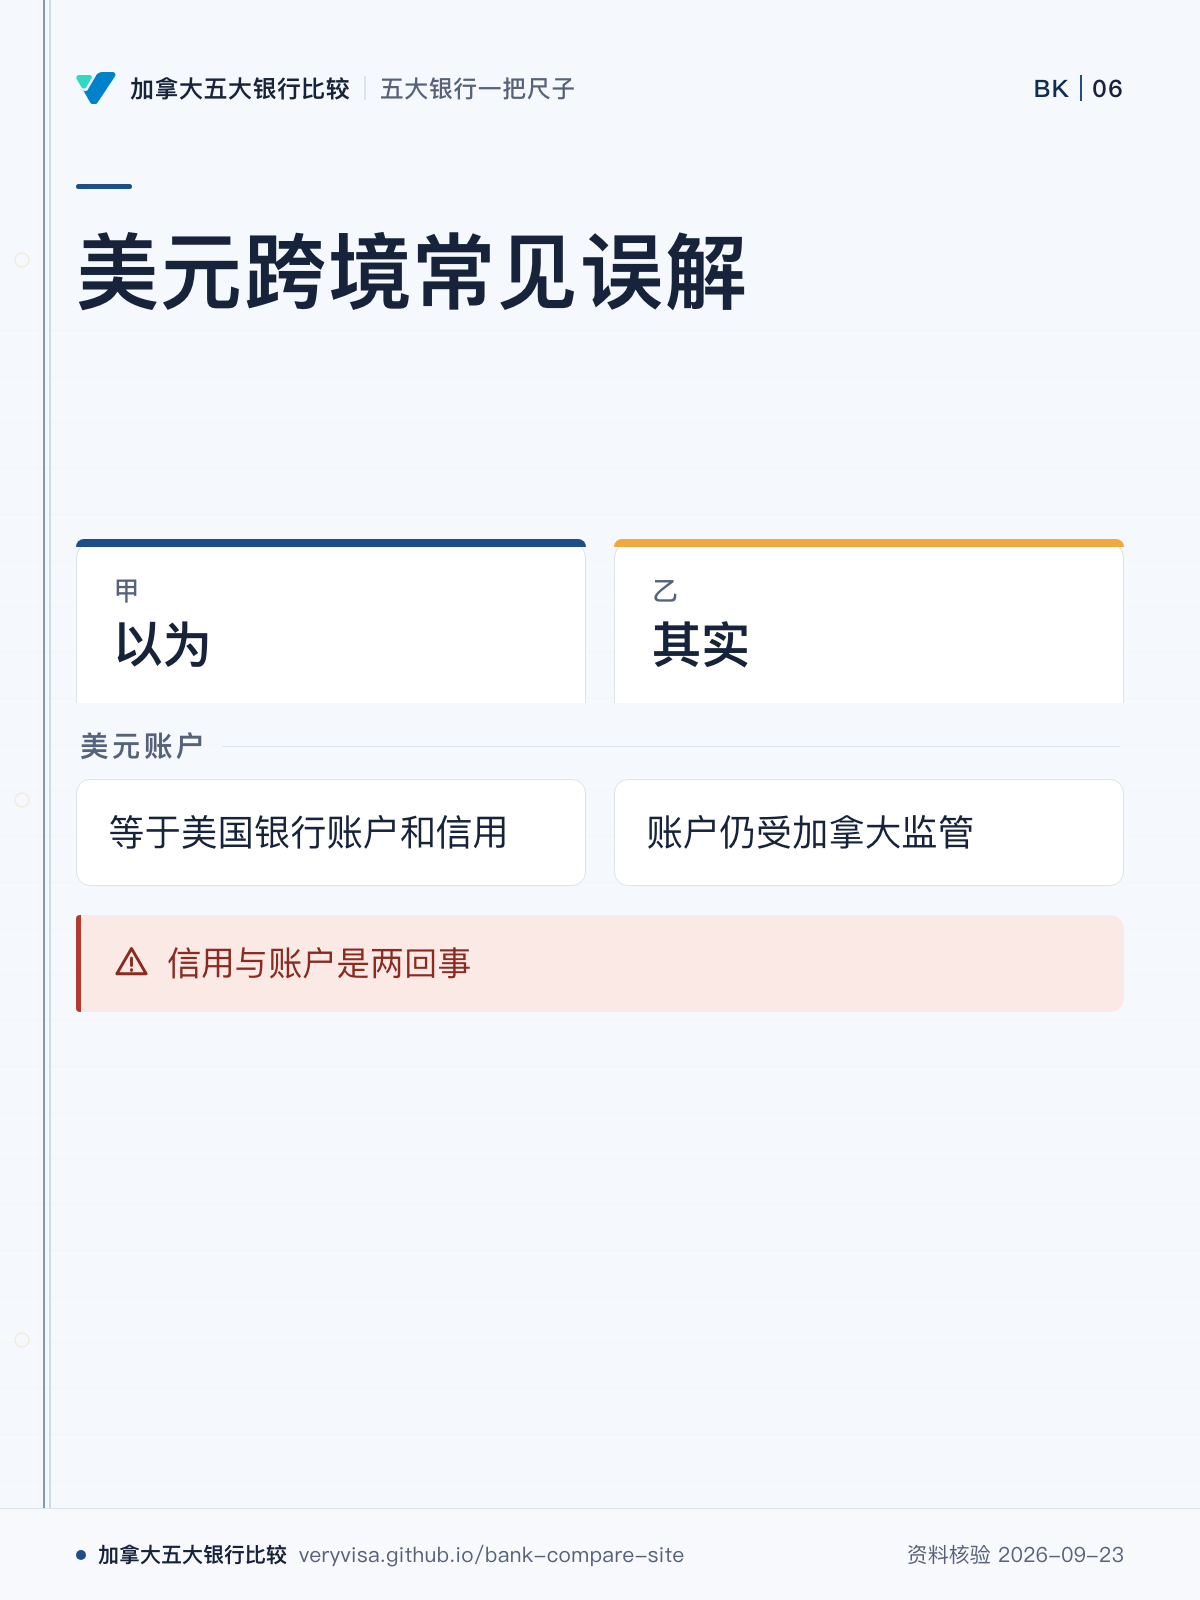 加拿大五大银行比较 五大银行一把尺子
BK 06
美元跨境常见误解
甲
以为
乙
其实
美元账户
等于美国银行账户和信用
账户仍受加拿大监管
信用与账户是两回事
加拿大五大银行比较 veryvisa.github.io/bank-compare-site
资料核验 2026-09-23